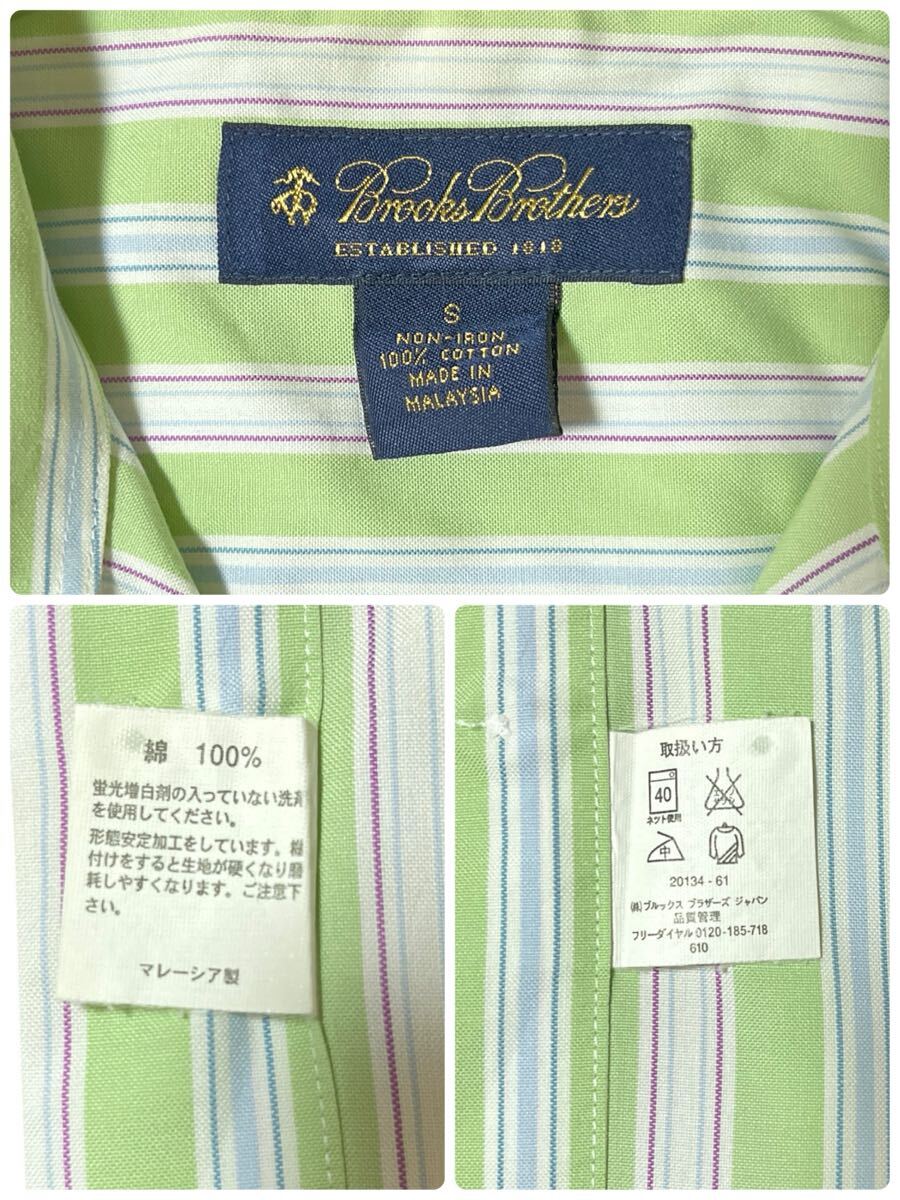 Brooks Brothers
ESTABLISHED 1818
S
NON-IRON
100% COTTON
MADE IN
MALAYSIA
綿 100%
蛍光増白剤の入っていない洗剤
を使用してください。
形態安定加工をしています。糊
付けをすると生地が硬くなり磨
耗しやすくなります。ご注意下
さい。
マレーシア製
取扱い方
40
ネット使用
中
20134-61
㈱ブルックス ブラザーズ ジャパン
品質管理
フリーダイヤル 0120-185-718
610